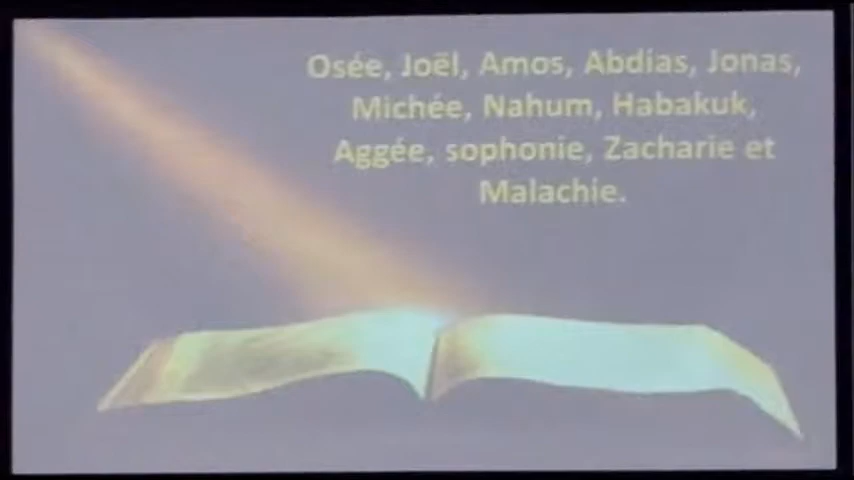 Osée, Joël, Amos, Abdias, Jonas,
Michée, Nahum, Habakuk,
Aggée, sophonie, Zacharie et
Malachie.